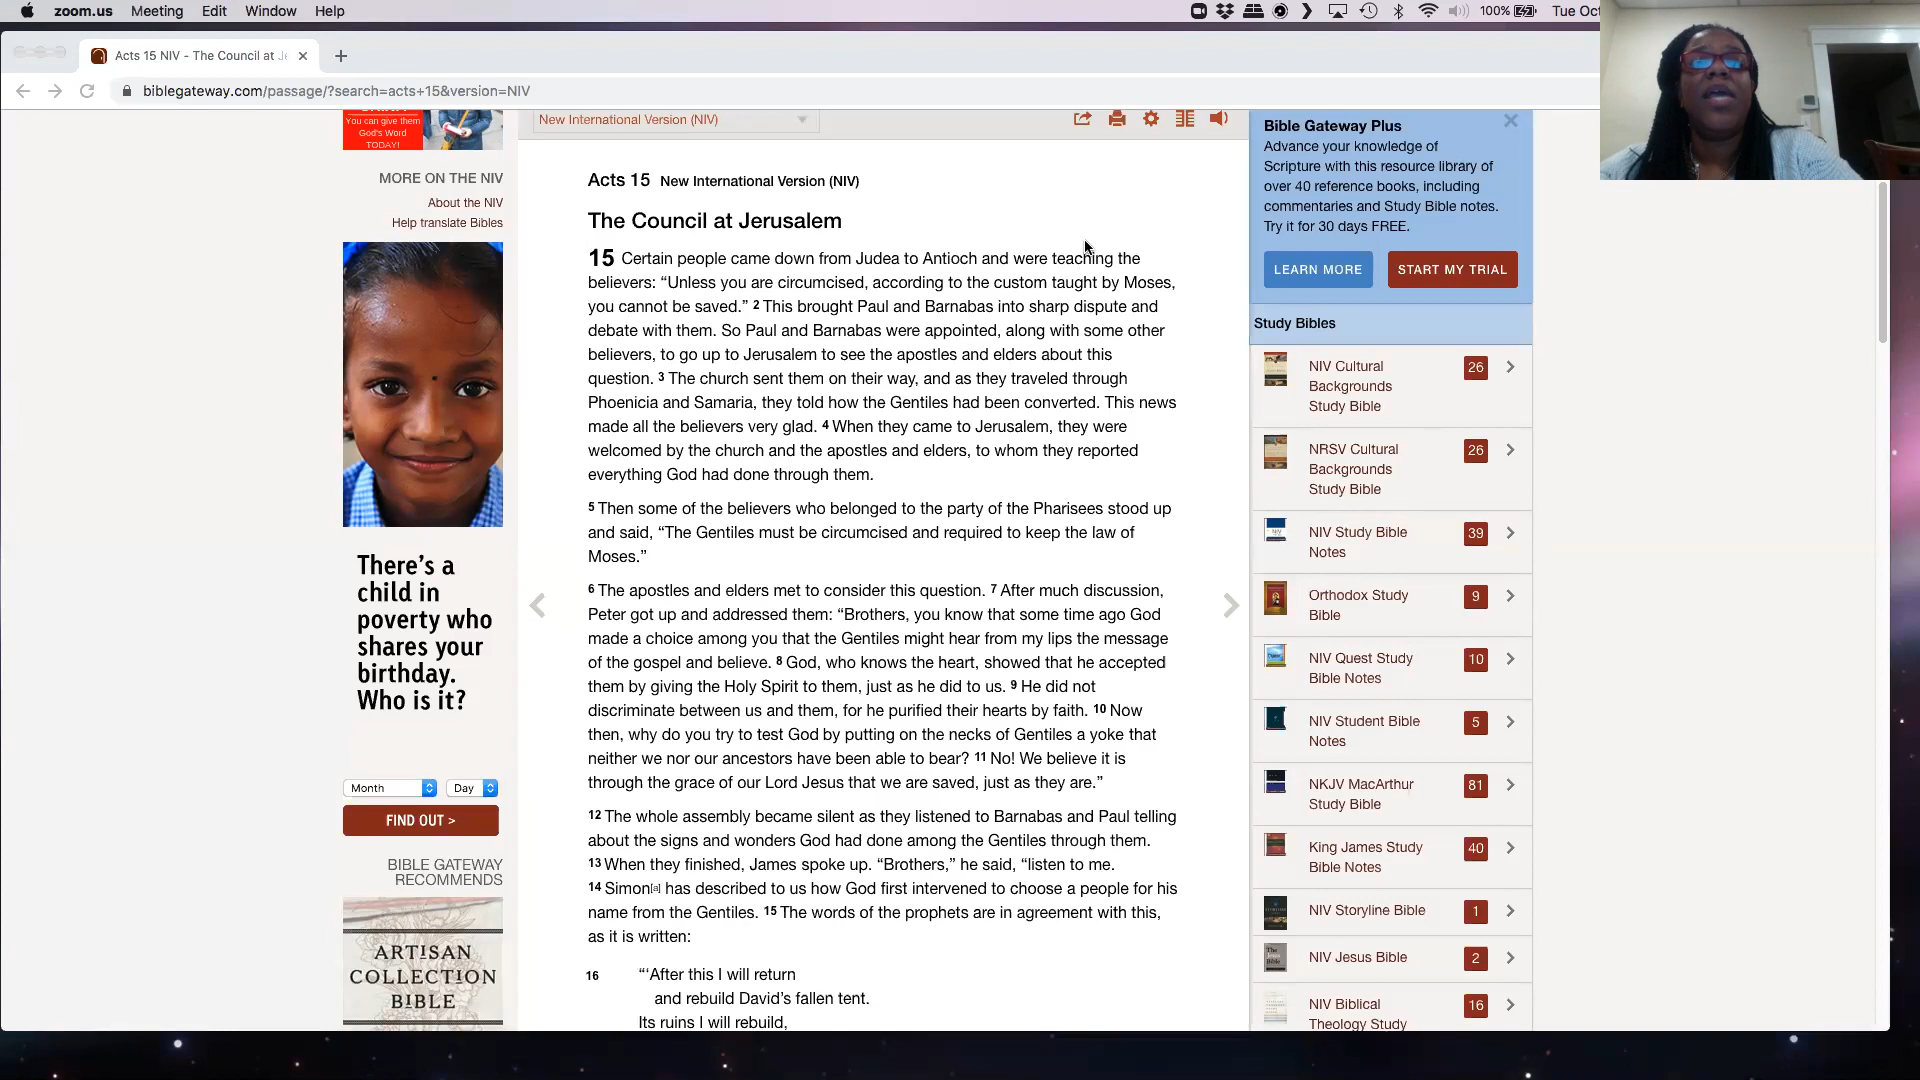 zoom.us Meeting Edit Window Help
100% Tue Oct
Acts 15 NIV - The Council at Je
biblegateway.com/passage/?search=acts+15&version=NIV
You can give them
God's Word
TODAY!
MORE ON THE NIV
About the NIV
Help translate Bibles
There's a
child in
poverty who
shares your
birthday.
Who is it?
Month Day
FIND OUT >
BIBLE GATEWAY
RECOMMENDS
ARTISAN
COLLECTION
BIBLE
New International Version (NIV)
Acts 15 New International Version (NIV)
The Council at Jerusalem
15 Certain people came down from Judea to Antioch and were teaching the
believers: “Unless you are circumcised, according to the custom taught by Moses,
you cannot be saved.” 2 This brought Paul and Barnabas into sharp dispute and
debate with them. So Paul and Barnabas were appointed, along with some other
believers, to go up to Jerusalem to see the apostles and elders about this
question. 3 The church sent them on their way, and as they traveled through
Phoenicia and Samaria, they told how the Gentiles had been converted. This news
made all the believers very glad. 4 When they came to Jerusalem, they were
welcomed by the church and the apostles and elders, to whom they reported
everything God had done through them.
5 Then some of the believers who belonged to the party of the Pharisees stood up
and said, “The Gentiles must be circumcised and required to keep the law of
Moses.”
6 The apostles and elders met to consider this question. 7 After much discussion,
Peter got up and addressed them: “Brothers, you know that some time ago God
made a choice among you that the Gentiles might hear from my lips the message
of the gospel and believe. 8 God, who knows the heart, showed that he accepted
them by giving the Holy Spirit to them, just as he did to us. 9 He did not
discriminate between us and them, for he purified their hearts by faith. 10 Now
then, why do you try to test God by putting on the necks of Gentiles a yoke that
neither we nor our ancestors have been able to bear? 11 No! We believe it is
through the grace of our Lord Jesus that we are saved, just as they are.”
12 The whole assembly became silent as they listened to Barnabas and Paul telling
about the signs and wonders God had done among the Gentiles through them.
13 When they finished, James spoke up. “Brothers,” he said, “listen to me.
14 Simon[a] has described to us how God first intervened to choose a people for his
name from the Gentiles. 15 The words of the prophets are in agreement with this,
as it is written:
16 “‘After this I will return
and rebuild David’s fallen tent.
Its ruins I will rebuild,
Bible Gateway Plus
Advance your knowledge of
Scripture with this resource library of
over 40 reference books, including
commentaries and Study Bible notes.
Try it for 30 days FREE.
LEARN MORE START MY TRIAL
Study Bibles
NIV Cultural
Backgrounds
Study Bible
26
NRSV Cultural
Backgrounds
Study Bible
26
NIV Study Bible
Notes
39
Orthodox Study
Bible
9
NIV Quest Study
Bible Notes
10
NIV Student Bible
Notes
5
NKJV MacArthur
Study Bible
81
King James Study
Bible Notes
40
NIV Storyline Bible
1
NIV Jesus Bible
2
NIV Biblical
Theology Study
16